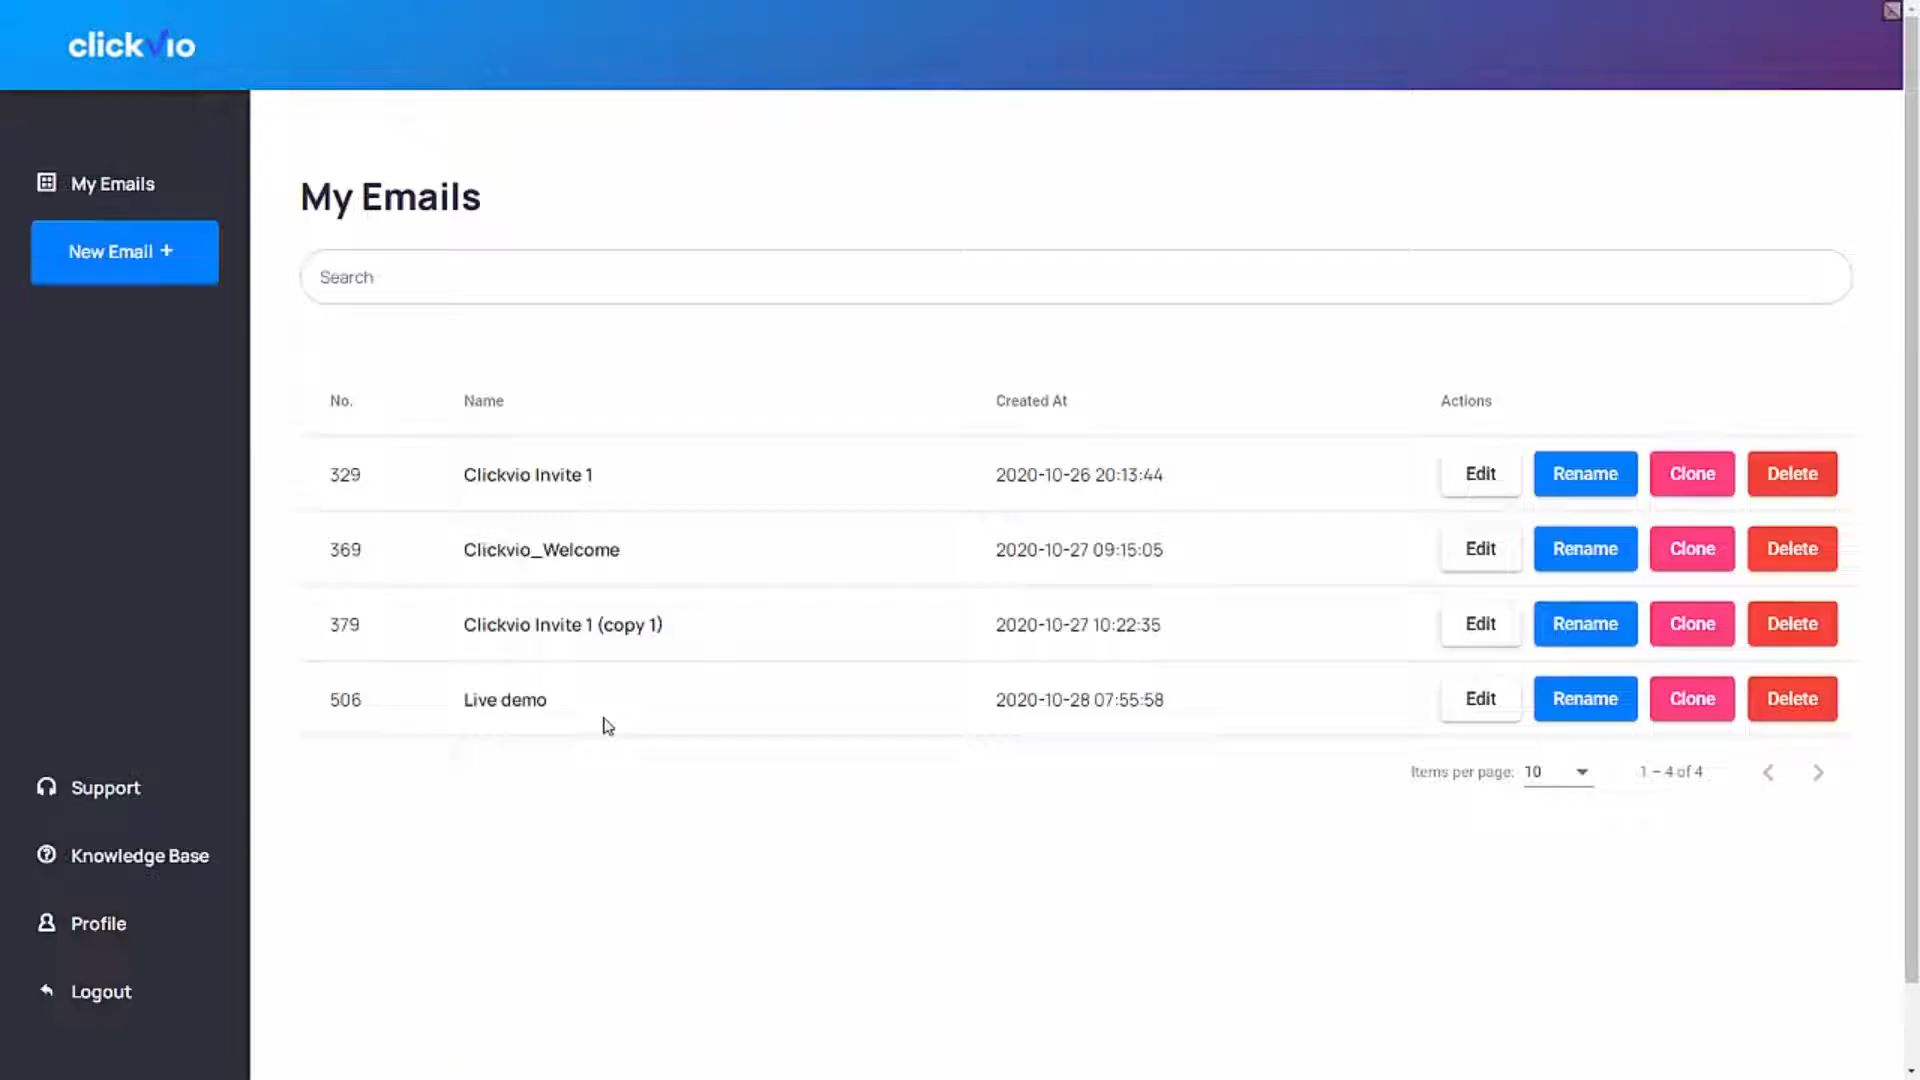 clickvio
My Emails
New Email +
My Emails
Search
No. Name Created At Actions
329 Clickvio Invite 1 2020-10-26 20:13:44 Edit Rename Clone Delete
369 Clickvio_Welcome 2020-10-27 09:15:05 Edit Rename Clone Delete
379 Clickvio Invite 1 (copy 1) 2020-10-27 10:22:35 Edit Rename Clone Delete
506 Live demo 2020-10-28 07:55:58 Edit Rename Clone Delete
Items per page: 10 1 – 4 of 4
Support
Knowledge Base
Profile
Logout